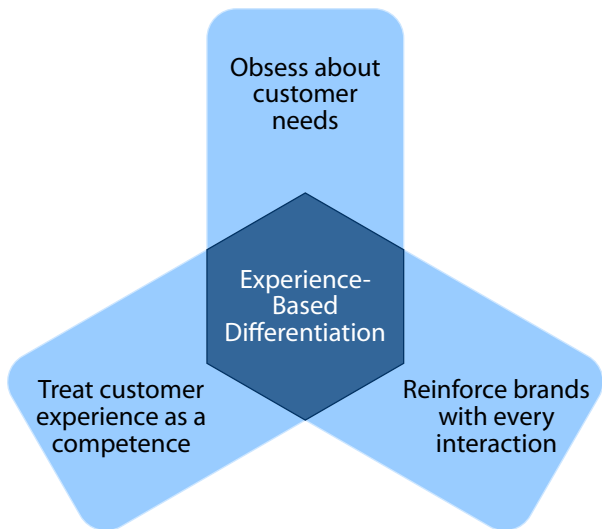 Obsess about
customer
needs
Experience-
Based
Differentiation
Treat customer
experience as a
competence
Reinforce brands
with every
interaction